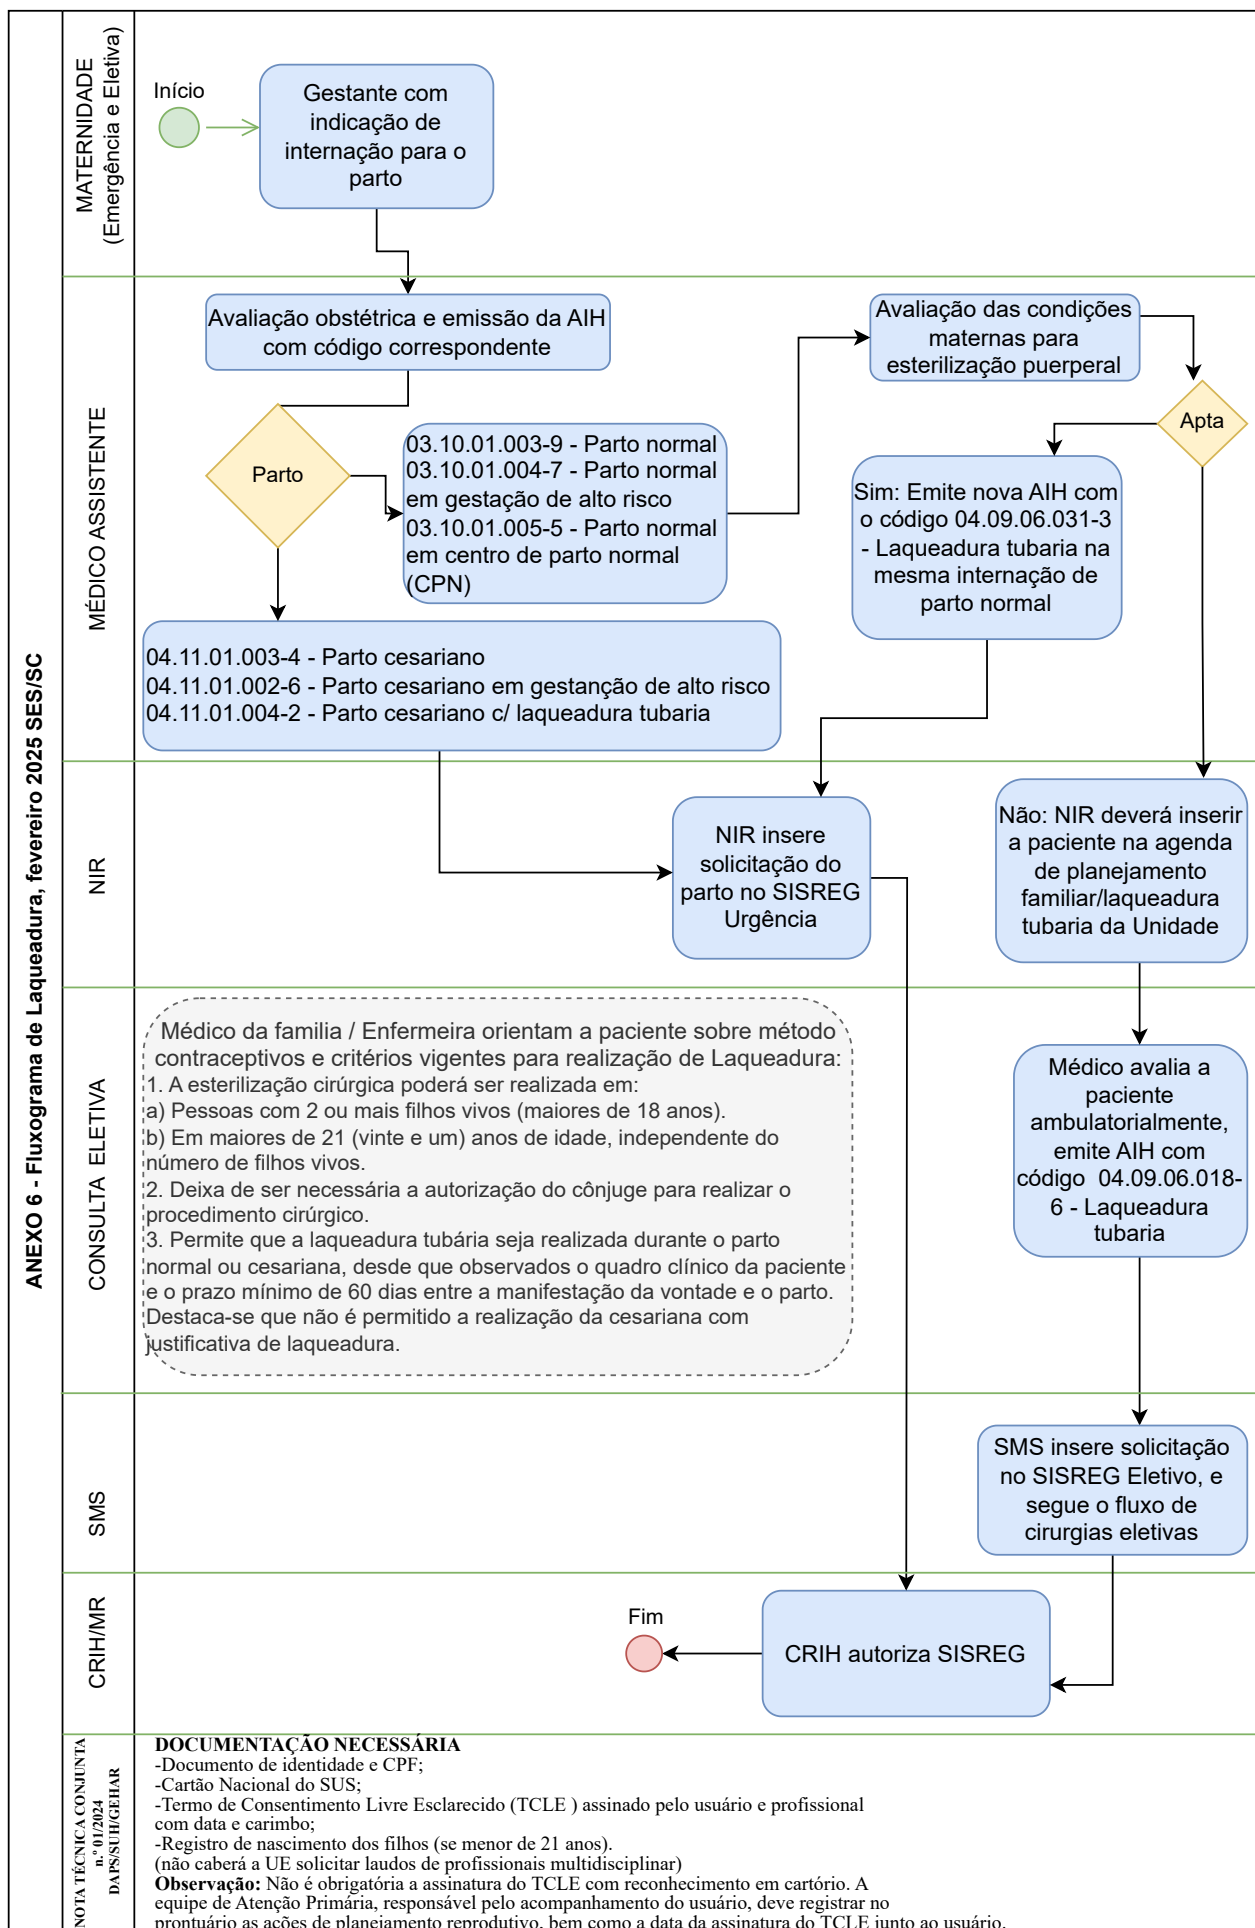 ANEXO 6 - Fluxograma de Laqueadura, fevereiro 2025 SES/SC
MATERNIDADE
(Emergência e Eletiva)
Início
Gestante com
indicação de
internação para o
parto
MÉDICO ASSISTENTE
Avaliação obstétrica e emissão da AIH
com código correspondente
Avaliação das condições
maternas para
esterilização puerperal
Apta
Parto
03.10.01.003-9 - Parto normal
03.10.01.004-7 - Parto normal
em gestação de alto risco
03.10.01.005-5 - Parto normal
em centro de parto normal
(CPN)
Sim: Emite nova AIH com
o código 04.09.06.031-3
- Laqueadura tubaria na
mesma internação de
parto normal
04.11.01.003-4 - Parto cesariano
04.11.01.002-6 - Parto cesariano em gestanção de alto risco
04.11.01.004-2 - Parto cesariano c/ laqueadura tubaria
NIR
NIR insere
solicitação do
parto no SISREG
Urgência
Não: NIR deverá inserir
a paciente na agenda
de planejamento
familiar/laqueadura
tubaria da Unidade
CONSULTA ELETIVA
Médico da familia / Enfermeira orientam a paciente sobre método
contraceptivos e critérios vigentes para realização de Laqueadura:
1. A esterilização cirúrgica poderá ser realizada em:
a) Pessoas com 2 ou mais filhos vivos (maiores de 18 anos).
b) Em maiores de 21 (vinte e um) anos de idade, independente do
número de filhos vivos.
2. Deixa de ser necessária a autorização do cônjuge para realizar o
procedimento cirúrgico.
3. Permite que a laqueadura tubária seja realizada durante o parto
normal ou cesariana, desde que observados o quadro clínico da paciente
e o prazo mínimo de 60 dias entre a manifestação da vontade e o parto.
Destaca-se que não é permitido a realização da cesariana com
justificativa de laqueadura.
Médico avalia a
paciente
ambulatorialmente,
emite AIH com
código 04.09.06.018-
6 - Laqueadura
tubaria
SMS
SMS insere solicitação
no SISREG Eletivo, e
segue o fluxo de
cirurgias eletivas
CRIH/MR
Fim
CRIH autoriza SISREG
NOTA TÉCNICA CONJUNTA
n.º 01/2024
DAPS/SUH/GEHAR
DOCUMENTAÇÃO NECESSÁRIA
-Documento de identidade e CPF;
-Cartão Nacional do SUS;
-Termo de Consentimento Livre Esclarecido (TCLE ) assinado pelo usuário e profissional
com data e carimbo;
-Registro de nascimento dos filhos (se menor de 21 anos).
(não caberá a UE solicitar laudos de profissionais multidisciplinar)
Observação: Não é obrigatória a assinatura do TCLE com reconhecimento em cartório. A
equipe de Atenção Primária, responsável pelo acompanhamento do usuário, deve registrar no
prontuário as ações de planejamento reprodutivo, bem como a data da assinatura do TCLE junto ao usuário.